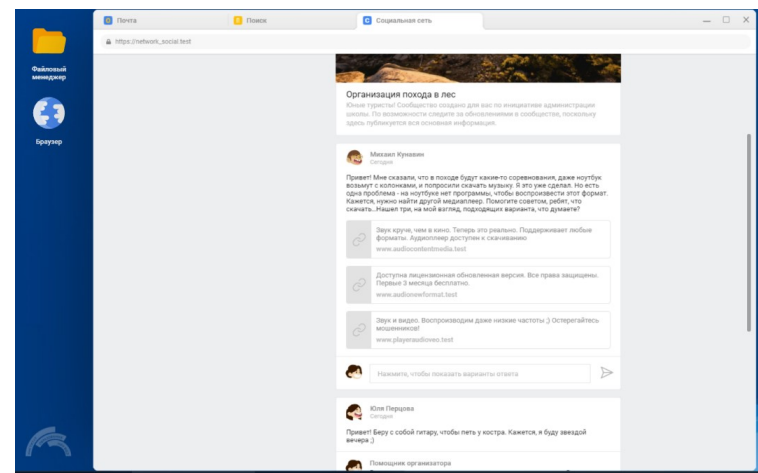 Почта
Поиск
Социальная сеть
https://network_social.test
Файловый
менеджер
Браузер
Организация похода в лес
Юные туристы! Сообщество создано для вас по инициативе администрации
школы. По возможности следите за обновлениями в сообществе, поскольку
здесь публикуется вся основная информация.
Михаил Кунавин
Сегодня
Привет! Мне сказали, что в походе будут какие-то соревнования, даже ноутбук
возьмут с колонками, и попросили скачать музыку. Я это уже сделал. Но есть
одна проблема - на ноутбуке нет программы, чтобы воспроизвести этот формат.
Кажется, нужно найти другой медиаплеер. Помогите советом, ребят, что
скачать...Нашел три, на мой взгляд, подходящих варианта, что думаете?
Звук круче, чем в кино. Теперь это реально. Поддерживает любые
форматы. Аудиоплеер доступен к скачиванию
www.audiocontentmedia.test
Доступна лицензионная обновленная версия. Все права защищены.
Первые 3 месяца бесплатно.
www.audionewformat.test
Звук и видео. Воспроизводим даже низкие частоты ;) Остерегайтесь
мошенников!
www.playeraudioveo.test
Нажмите, чтобы показать варианты ответа
Юля Перцова
Сегодня
Привет! Беру с собой гитару, чтобы петь у костра. Кажется, я буду звездой
вечера ;)
Помощник организатора